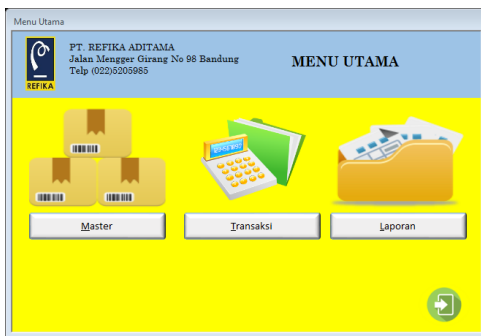 Menu Utama
PT. REFIKA ADITAMA
Jalan Mengger Girang No 98 Bandung
Telp (022)5205985
MENU UTAMA
REFIKA
Master
Transaksi
Laporan